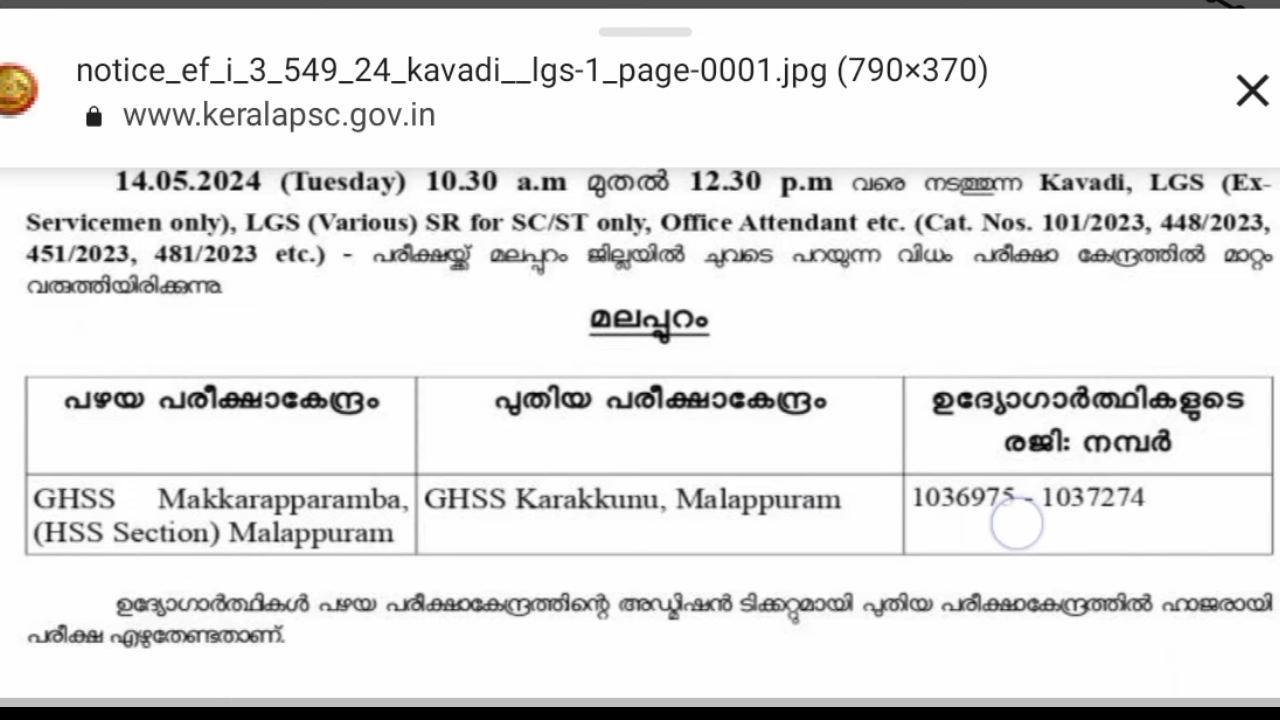 notice_ef_i_3_549_24_kavadi__lgs-1_page-0001.jpg (790×370)
www.keralapsc.gov.in
14.05.2024 (Tuesday) 10.30 a.m മുതൽ 12.30 p.m വരെ നടത്തുന്ന Kavadi, LGS (Ex-
Servicemen only), LGS (Various) SR for SC/ST only, Office Attendant etc. (Cat. Nos. 101/2023, 448/2023,
451/2023, 481/2023 etc.) - പരീക്ഷയ്ക്ക് മലപ്പുറം ജില്ലയിൽ ചുവടെ പറയുന്ന വിധം പരീക്ഷാ കേന്ദ്രത്തിൽ മാറ്റം
വരുത്തിയിരിക്കുന്നു.
മലപ്പുറം
പഴയ പരീക്ഷാകേന്ദ്രം
പുതിയ പരീക്ഷാകേന്ദ്രം
ഉദ്യോഗാർത്ഥികളുടെ
രജി: നമ്പർ
GHSS Makkarapparamba,
(HSS Section) Malappuram
GHSS Karakkunu, Malappuram
1036975 - 1037274
ഉദ്യോഗാർത്ഥികൾ പഴയ പരീക്ഷാകേന്ദ്രത്തിന്റെ അഡ്മിഷൻ ടിക്കറ്റുമായി പുതിയ പരീക്ഷാകേന്ദ്രത്തിൽ ഹാജരായി
പരീക്ഷ എഴുതേണ്ടതാണ്.